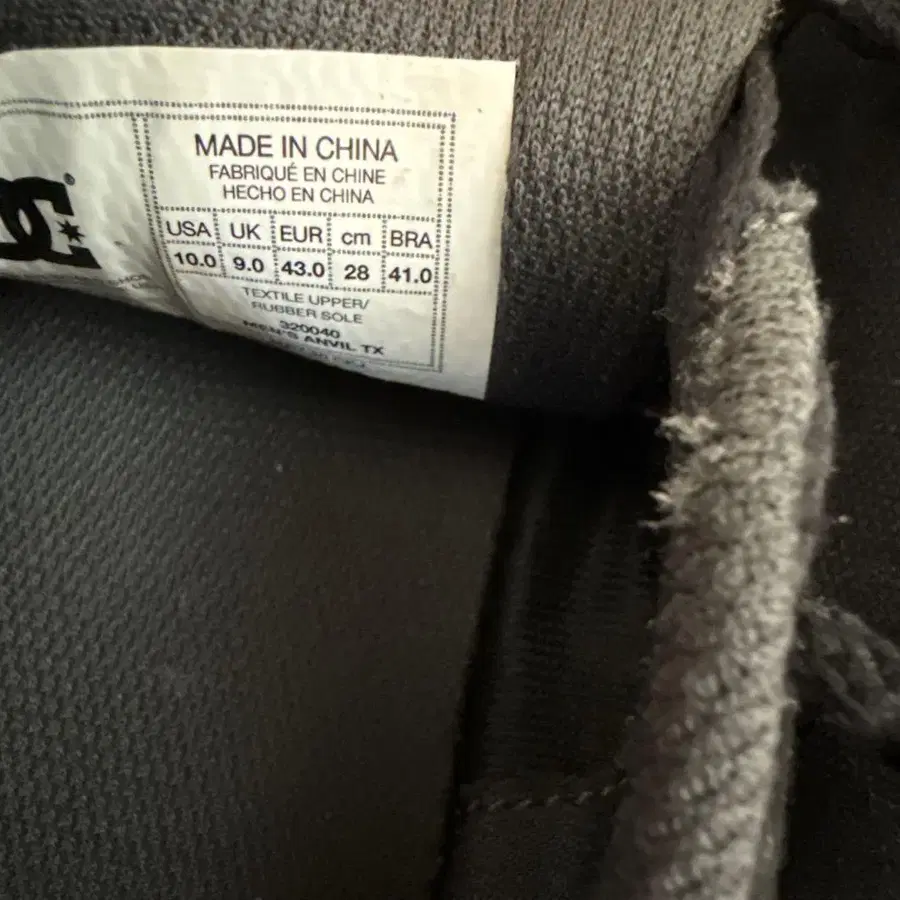 DC®
MADE IN CHINA
FABRIQUÉ EN CHINE
HECHO EN CHINA
USA UK EUR cm BRA
10.0 9.0 43.0 28 41.0
TEXTILE UPPER/
RUBBER SOLE
320040
MEN'S ANVIL TX